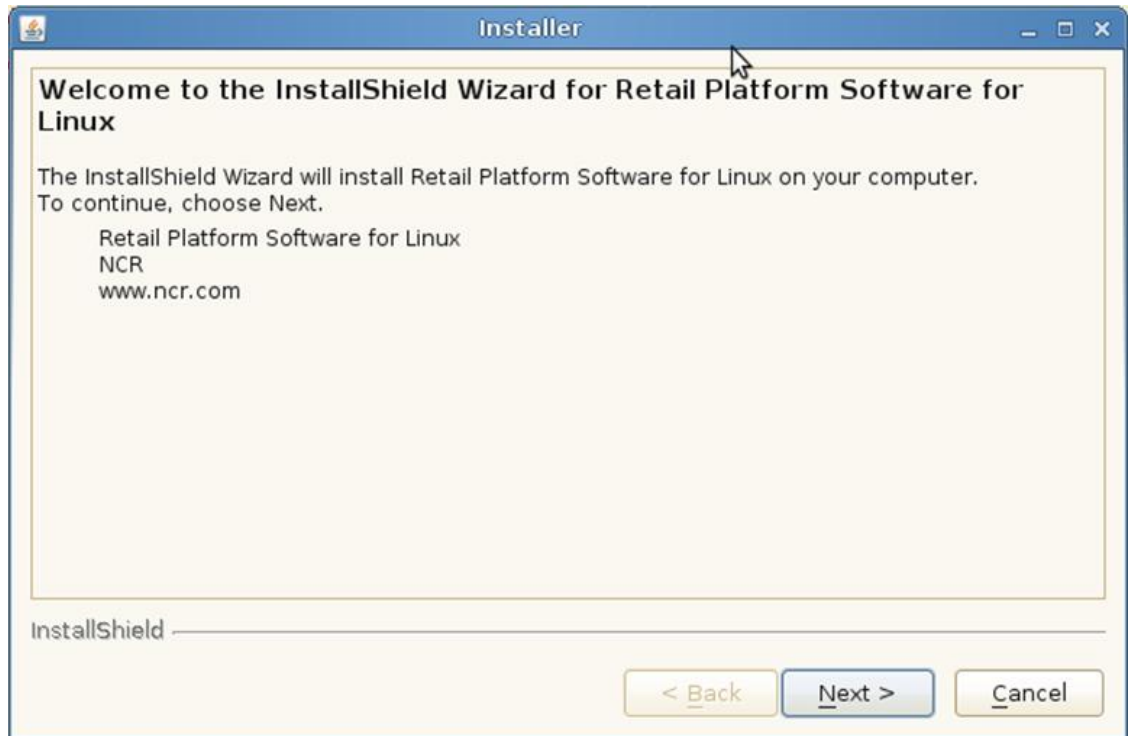 Installer
Welcome to the InstallShield Wizard for Retail Platform Software for
Linux
The InstallShield Wizard will install Retail Platform Software for Linux on your computer.
To continue, choose Next.
Retail Platform Software for Linux
NCR
www.ncr.com
InstallShield
< Back
Next >
Cancel